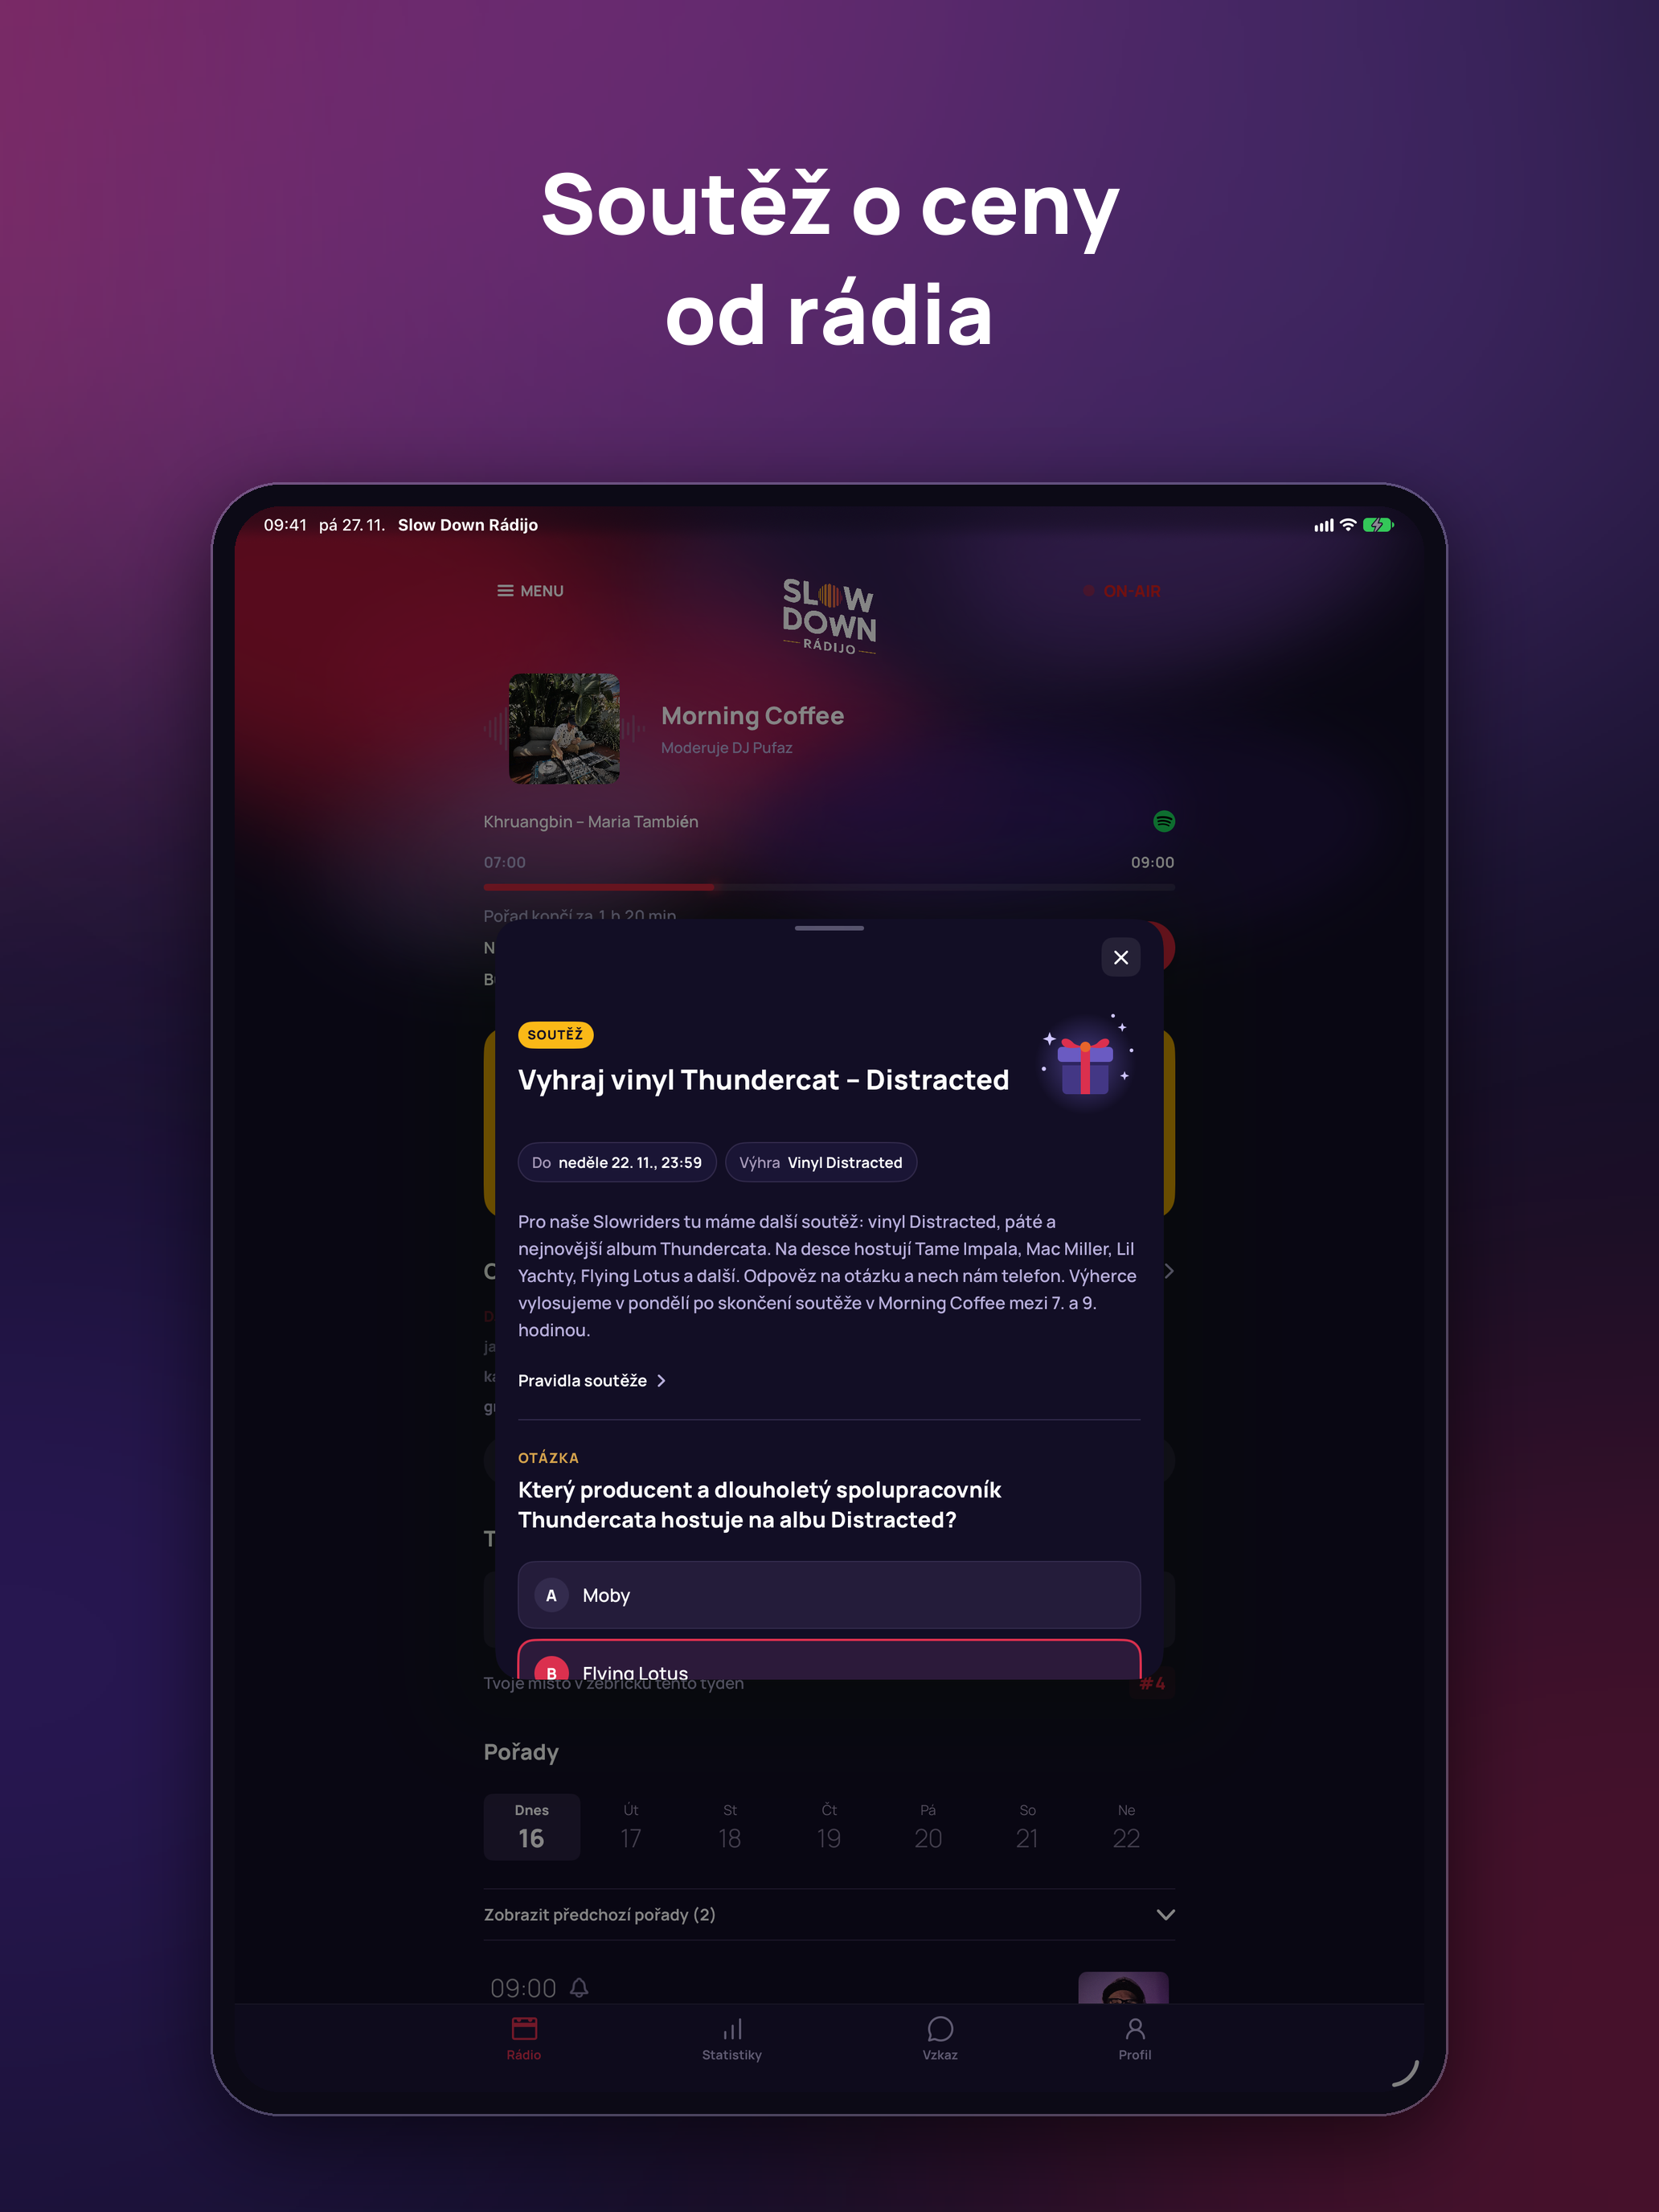 Soutěž o ceny
od rádia
09:41 pá 27. 11. Slow Down Rádijo
MENU
SLOW
DOWN
RÁDIJO
ON-AIR
Morning Coffee
Moderuje DJ Pufaz
Khruangbin – Maria También
07:00
09:00
Pořad končí za 1 h 20 min
SOUTĚŽ
Vyhraj vinyl Thundercat – Distracted
Do neděle 22. 11., 23:59
Výhra Vinyl Distracted
Pro naše Slowriders tu máme další soutěž: vinyl Distracted, páté a
nejnovější album Thundercata. Na desce hostují Tame Impala, Mac Miller, Lil
Yachty, Flying Lotus a další. Odpověz na otázku a nech nám telefon. Výherce
vylosujeme v pondělí po skončení soutěže v Morning Coffee mezi 7. a 9.
hodinou.
Pravidla soutěže
OTÁZKA
Který producent a dlouholetý spolupracovník
Thundercata hostuje na albu Distracted?
A Moby
B Flying Lotus
Tvoje místo v žebříčku tento týden
#4
Pořady
Dnes Út St Čt Pá So Ne
16 17 18 19 20 21 22
Zobrazit předchozí pořady (2)
09:00
Rádio
Statistiky
Vzkaz
Profil